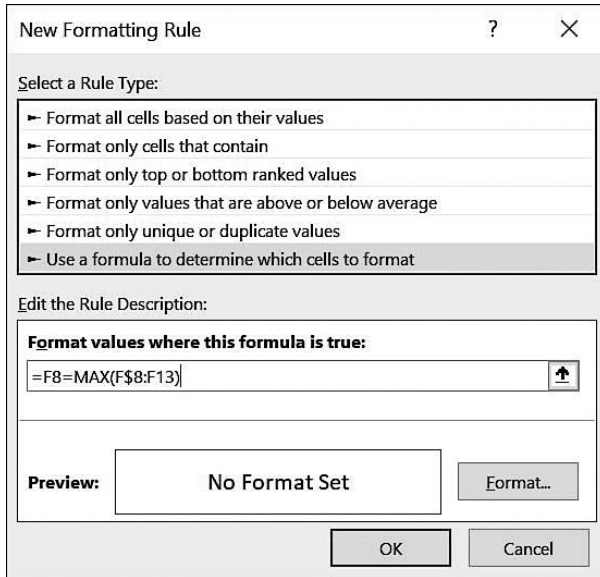 New Formatting Rule ? ×
Select a Rule Type:
► Format all cells based on their values
► Format only cells that contain
► Format only top or bottom ranked values
► Format only values that are above or below average
► Format only unique or duplicate values
► Use a formula to determine which cells to format
Edit the Rule Description:
Format values where this formula is true:
=F8=MAX(F$8:F13)
Preview: No Format Set Format...
OK Cancel